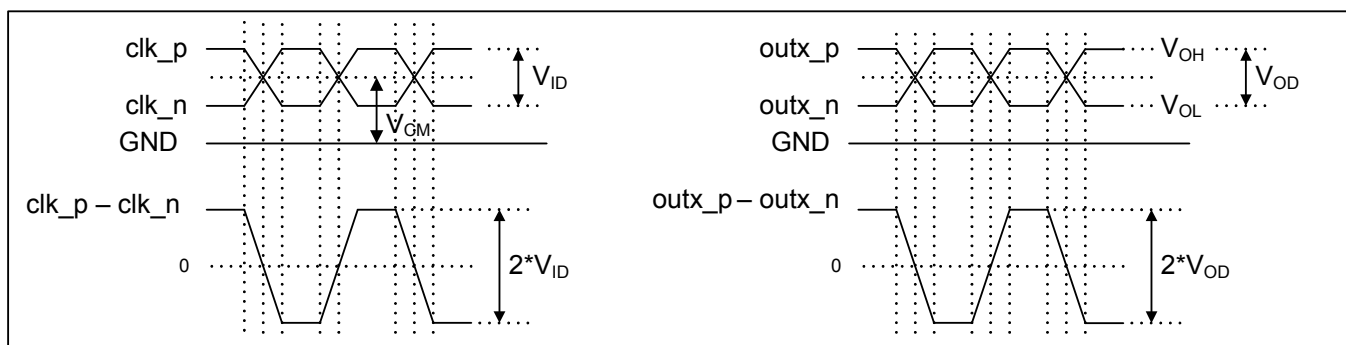 clk_p
V_ID
clk_n
V_CM
GND
clk_p – clk_n
0
2*V_ID
outx_p
V_OH
V_OD
outx_n
V_OL
GND
outx_p – outx_n
0
2*V_OD